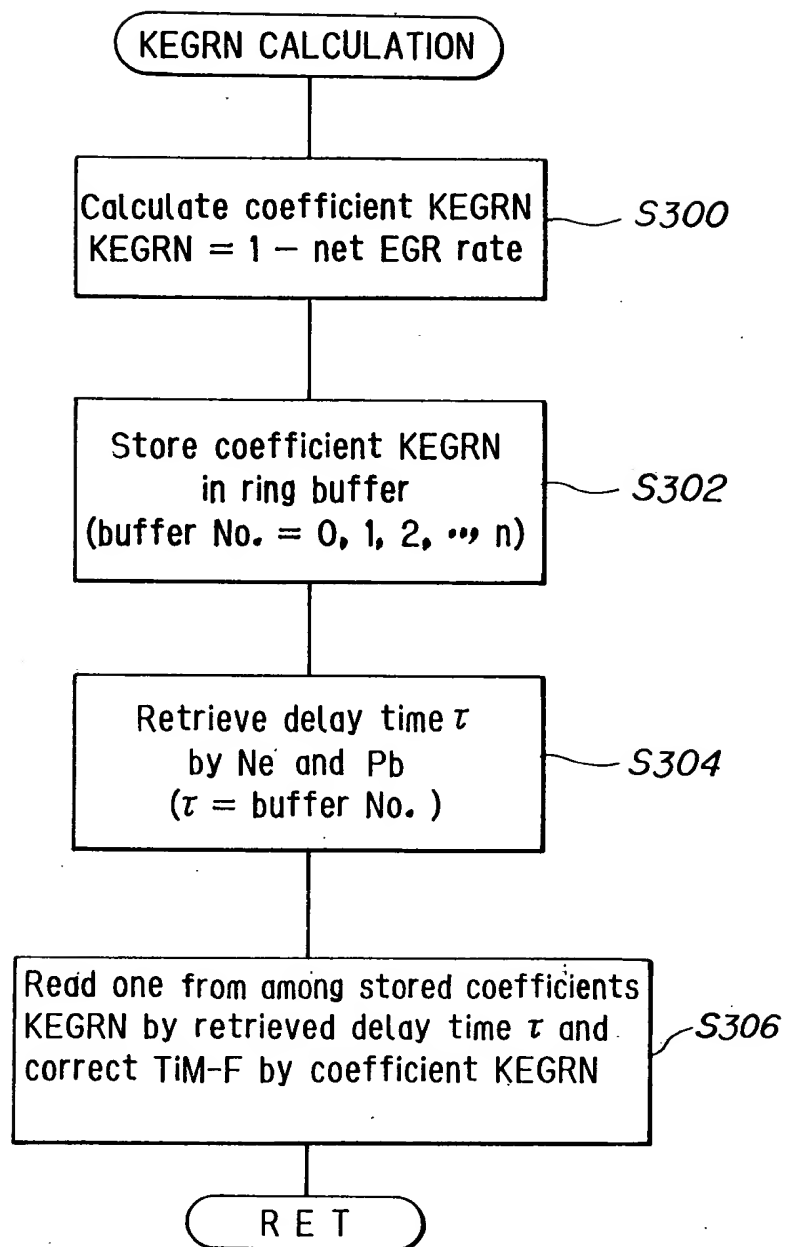 KEGRN CALCULATION
Calculate coefficient KEGRN
KEGRN = 1 – net EGR rate
S300
Store coefficient KEGRN
in ring buffer
(buffer No. = 0, 1, 2, ··, n)
S302
Retrieve delay time τ
by Ne and Pb
(τ = buffer No. )
S304
Read one from among stored coefficients
KEGRN by retrieved delay time τ and
correct TiM-F by coefficient KEGRN
S306
R E T